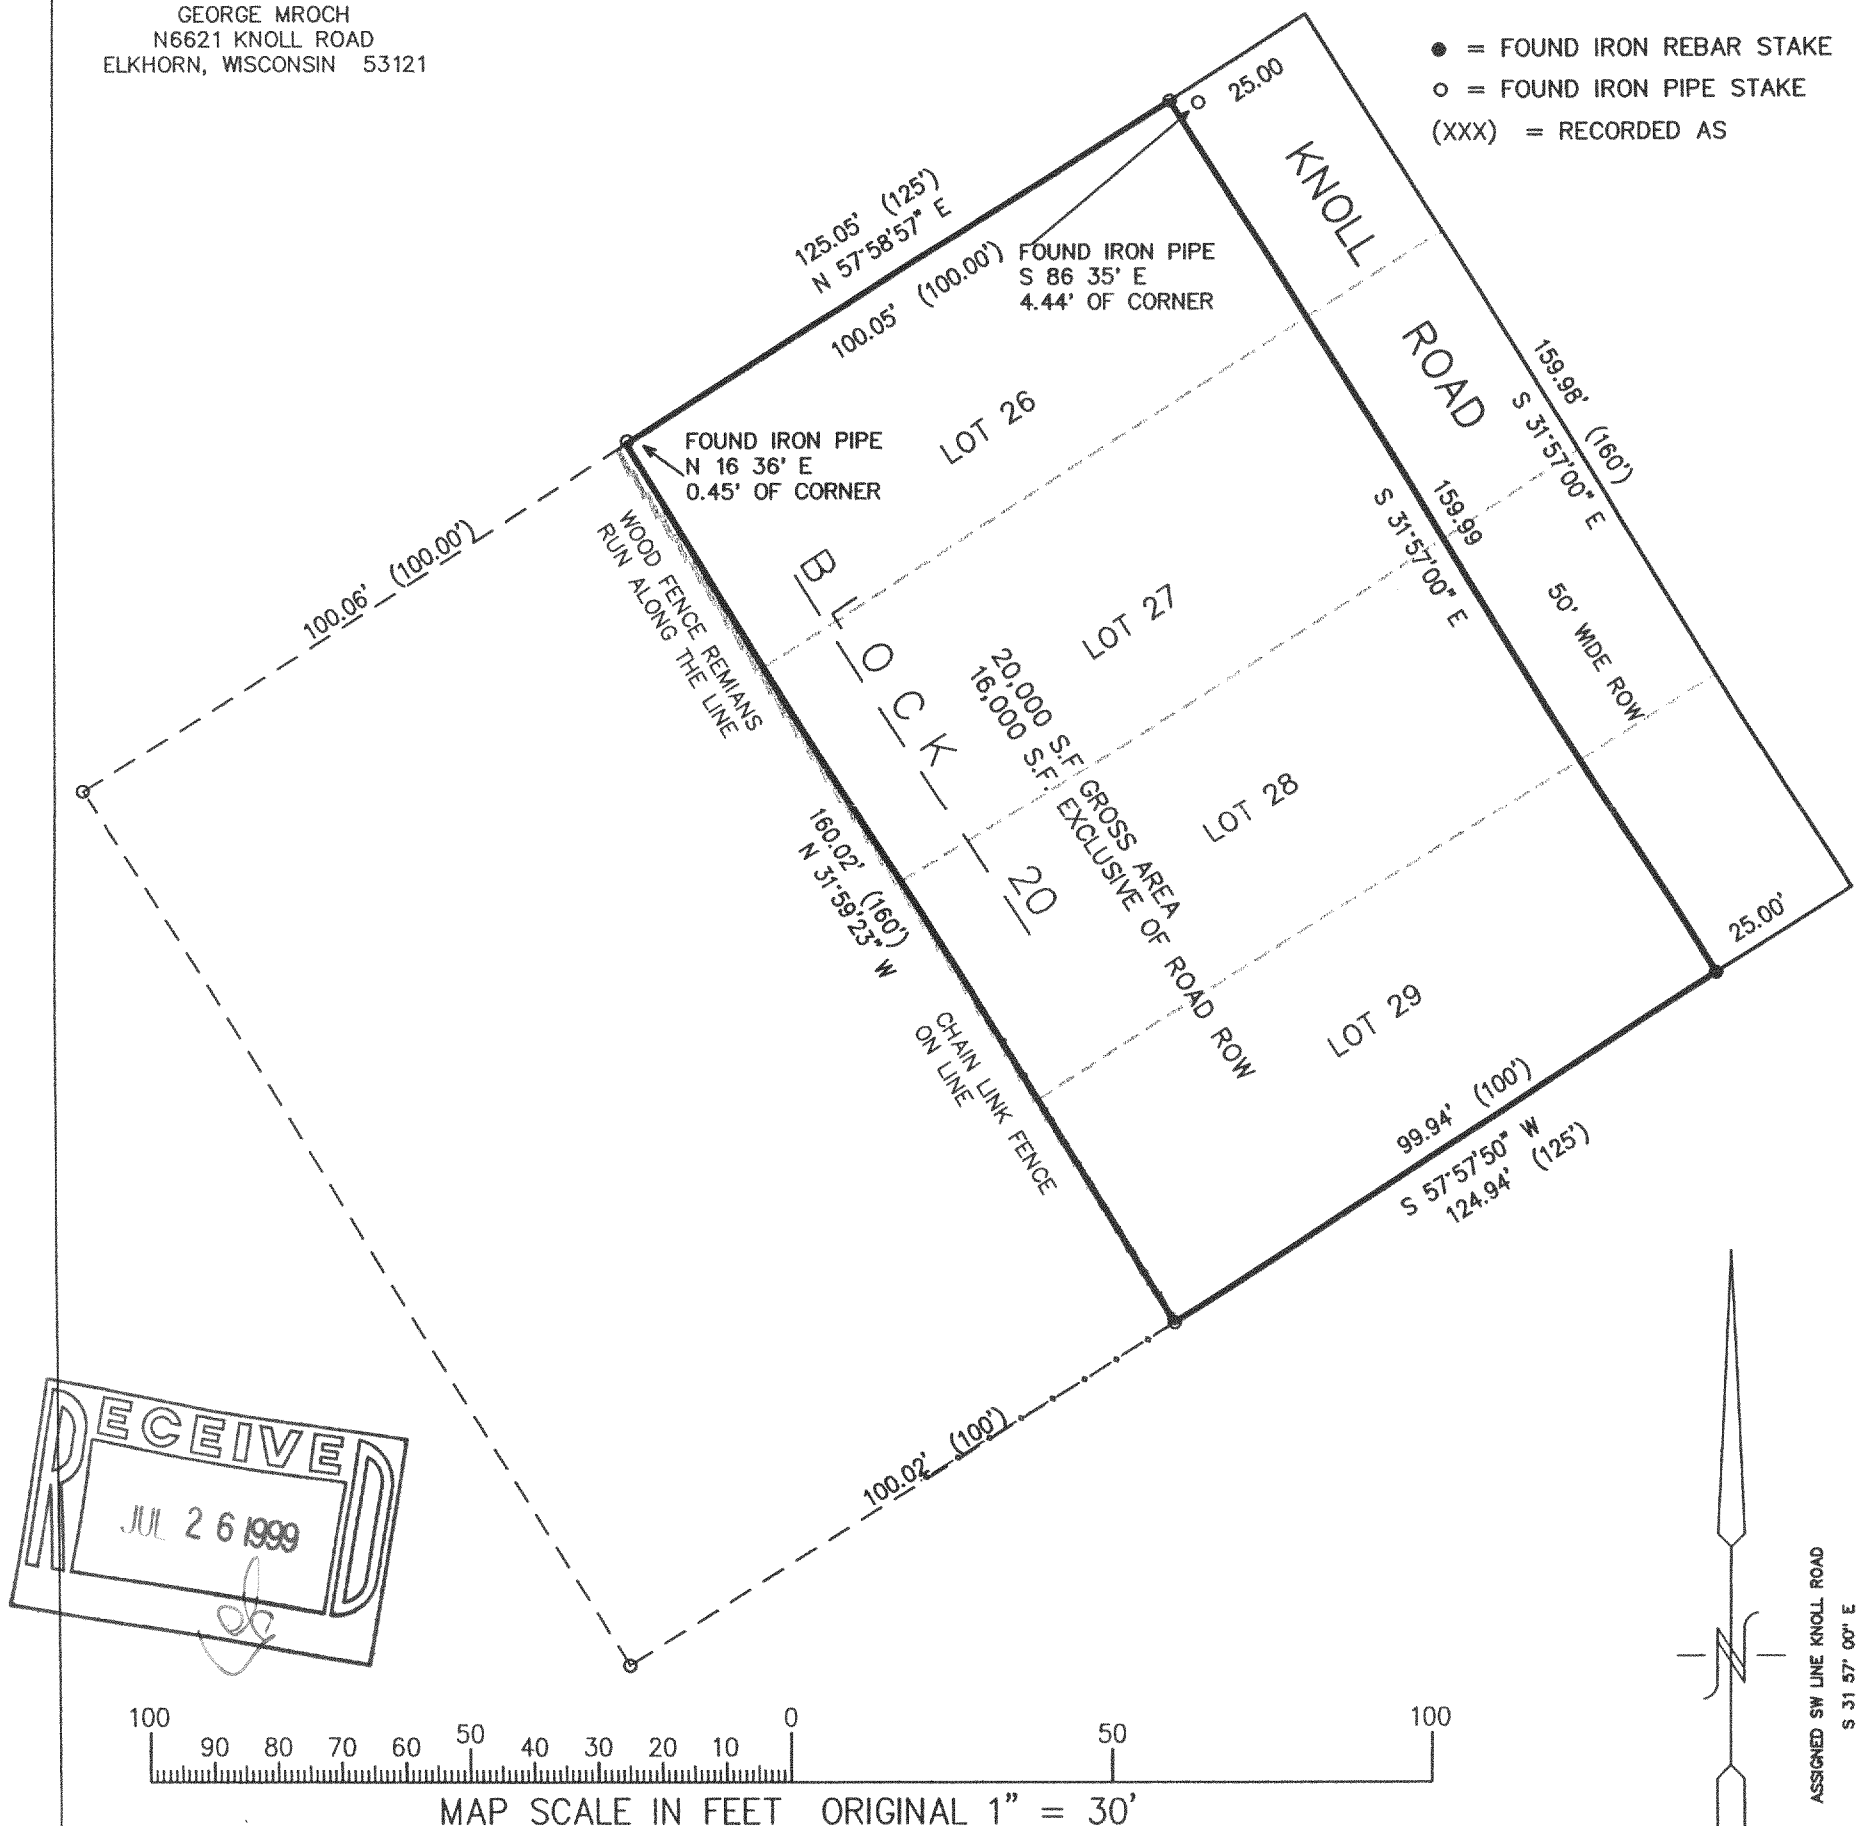 GEORGE MROCH
N6621 KNOLL ROAD
ELKHORN, WISCONSIN 53121
● = FOUND IRON REBAR STAKE
○ = FOUND IRON PIPE STAKE
(XXX) = RECORDED AS
25.00
KNOLL
ROAD
125.05' (125')
N 57°58'57" E
100.05' (100.00')
FOUND IRON PIPE
S 86 35' E
4.44' OF CORNER
159.98' (160')
S 31°57'00" E
159.99
S 31°57'00" E
50' WIDE ROW
LOT 26
FOUND IRON PIPE
N 16 36' E
0.45' OF CORNER
100.06' (100.00')
WOOD FENCE REMIANS
RUN ALONG THE LINE
BLOCK 20
LOT 27
20,000 S.F. GROSS AREA
16,000 S.F. EXCLUSIVE OF ROAD ROW
LOT 28
160.02' (160')
N 31°59'23" W
25.00'
LOT 29
CHAIN LINK FENCE
ON LINE
99.94' (100')
S 57°57'50" W
124.94' (125')
100.02' (100')
RECEIVED
JUL 26 1999
100 90 80 70 60 50 40 30 20 10 0 50 100
MAP SCALE IN FEET ORIGINAL 1" = 30'
N
ASSIGNED SW LINE KNOLL ROAD
S 31 57' 00" E